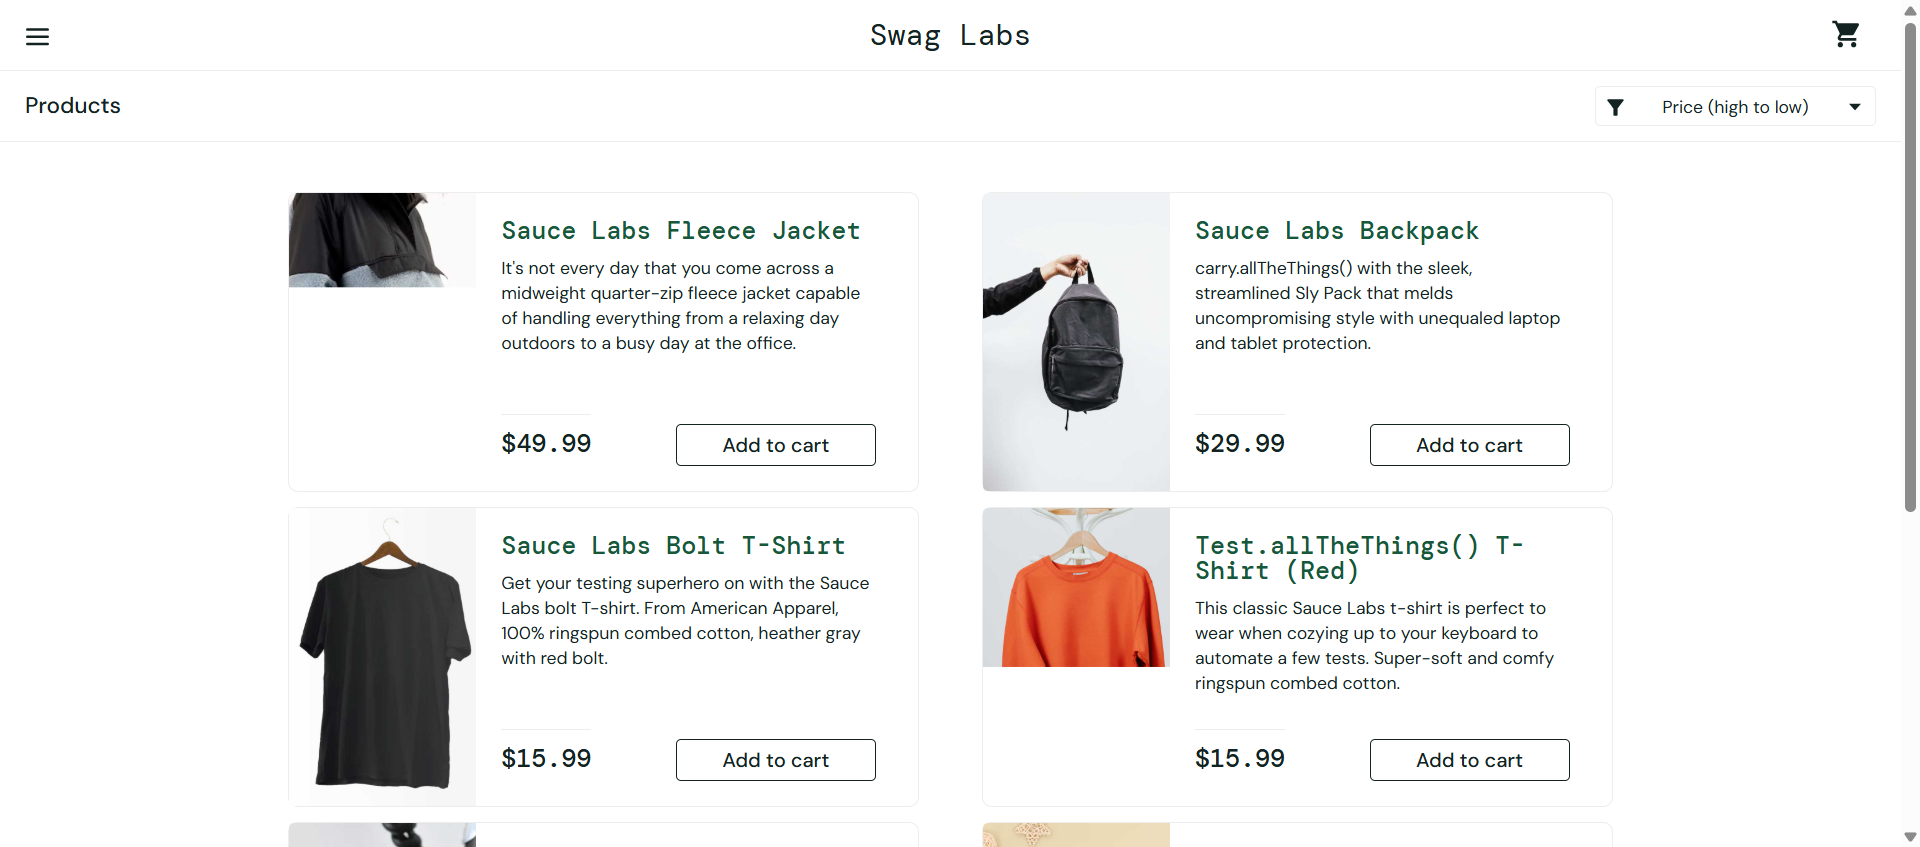 Swag Labs
Products
Price (high to low)
Sauce Labs Fleece Jacket
It's not every day that you come across a
midweight quarter-zip fleece jacket capable
of handling everything from a relaxing day
outdoors to a busy day at the office.
$49.99
Add to cart
Sauce Labs Backpack
carry.allTheThings() with the sleek,
streamlined Sly Pack that melds
uncompromising style with unequaled laptop
and tablet protection.
$29.99
Add to cart
Sauce Labs Bolt T-Shirt
Get your testing superhero on with the Sauce
Labs bolt T-shirt. From American Apparel,
100% ringspun combed cotton, heather gray
with red bolt.
$15.99
Add to cart
Test.allTheThings() T-
Shirt (Red)
This classic Sauce Labs t-shirt is perfect to
wear when cozying up to your keyboard to
automate a few tests. Super-soft and comfy
ringspun combed cotton.
$15.99
Add to cart